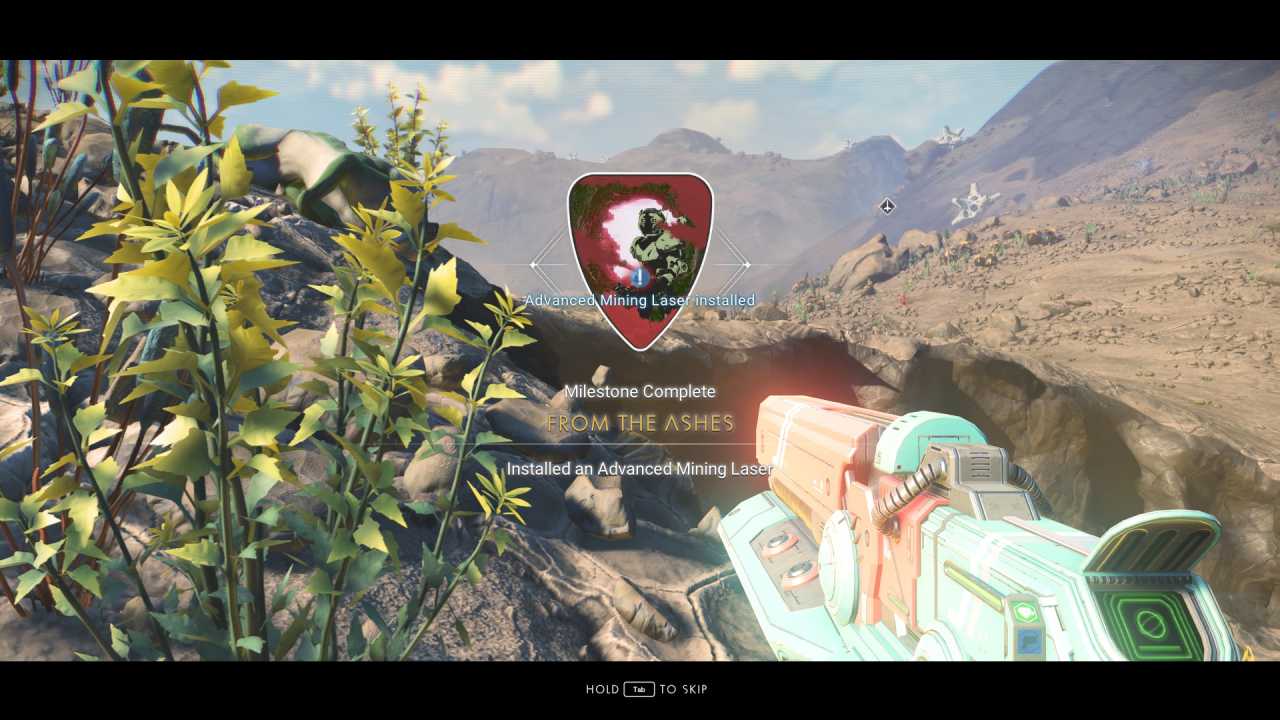 Advanced Mining Laser installed
Milestone Complete
FROM THE ASHES
Installed an Advanced Mining Laser
HOLD Tab TO SKIP